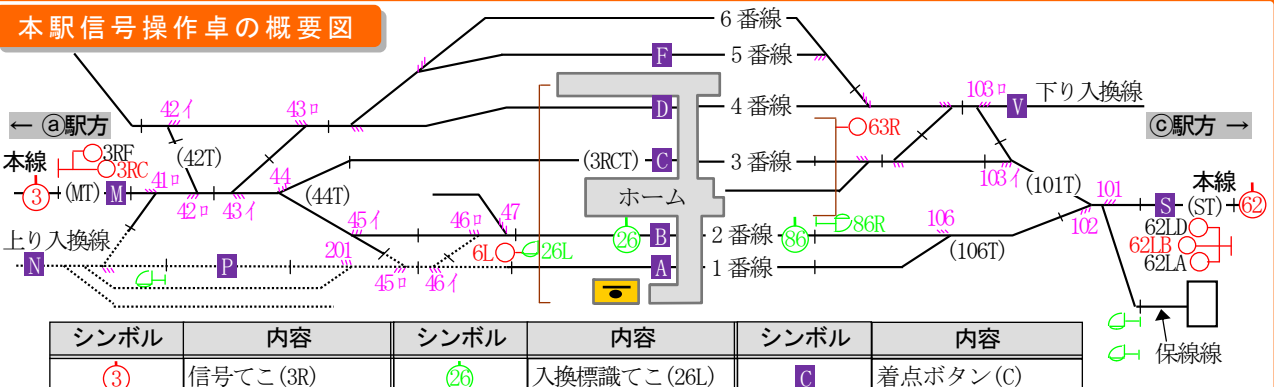 本駅信号操作卓の概要図
6番線
F
5番線
42イ
43ロ
D
4番線
103ロ
V
下り入換線
← ⓐ駅方
ⓒ駅方 →
63R
本線
3RF
3RC
(42T)
44
(3RCT)
C
3番線
3
(MT)
M
41ロ
42ロ
43イ
(44T)
ホーム
103イ
(101T)
101
本線
S
(ST)
62
上り入換線
45イ
46ロ
47
26
B
2番線
86
86R
106
102
62LD
62LB
62LA
N
P
201
6L
26L
(106T)
45ロ
46イ
A
1番線
保線線
シンボル 内容 シンボル 内容 シンボル 内容
3 信号てこ(3R) 26 入換標識てこ(26L) C 着点ボタン(C)